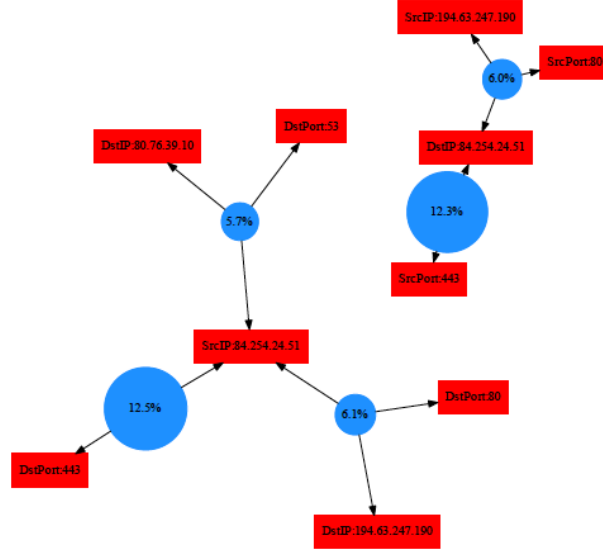 SrcIP:194.63.247.190
SrcPort:80
6.0%
DstPort:53
DstIP:80.76.39.10
DstIP:84.254.24.51
12.3%
5.7%
SrcPort:443
SrcIP:84.254.24.51
DstPort:80
12.5%
6.1%
DstPort:443
DstIP:194.63.247.190